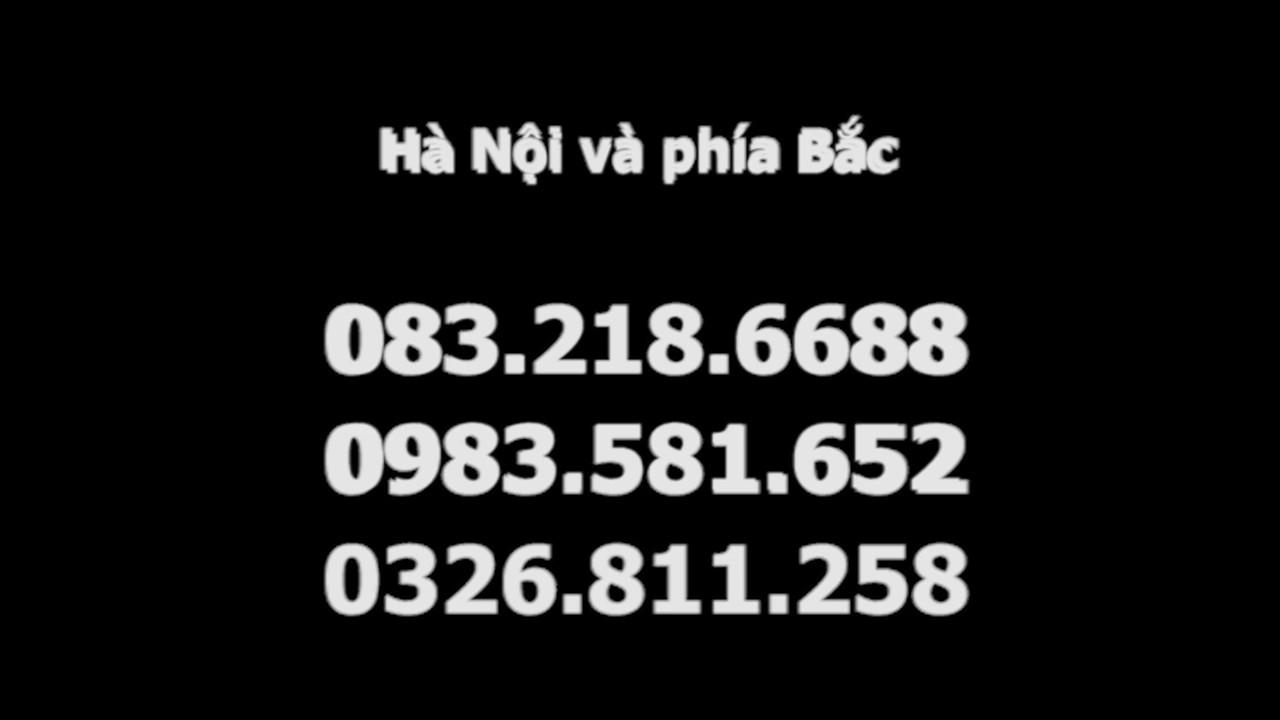 Hà Nội và phía Bắc
083.218.6688
0983.581.652
0326.811.258